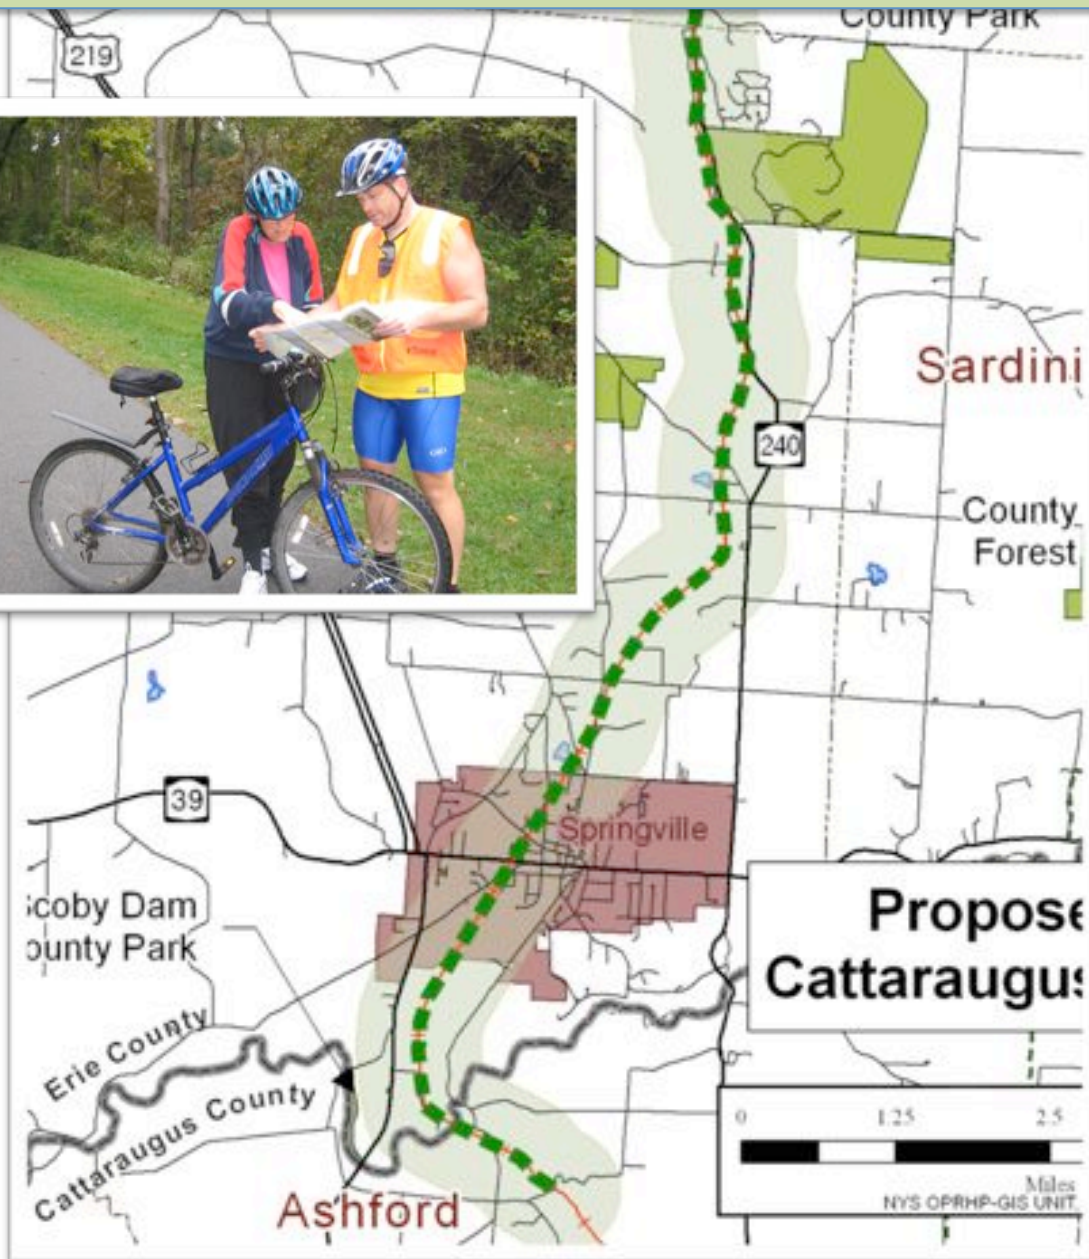 County Park
219
Sardini
240
County
Forest
39
Springville
Scoby Dam
ounty Park
Propose
Cattaraugus
Erie County
Cattaraugus County
0 1.25 2.5
Miles
NYS OPRHP-GIS UNIT,
Ashford